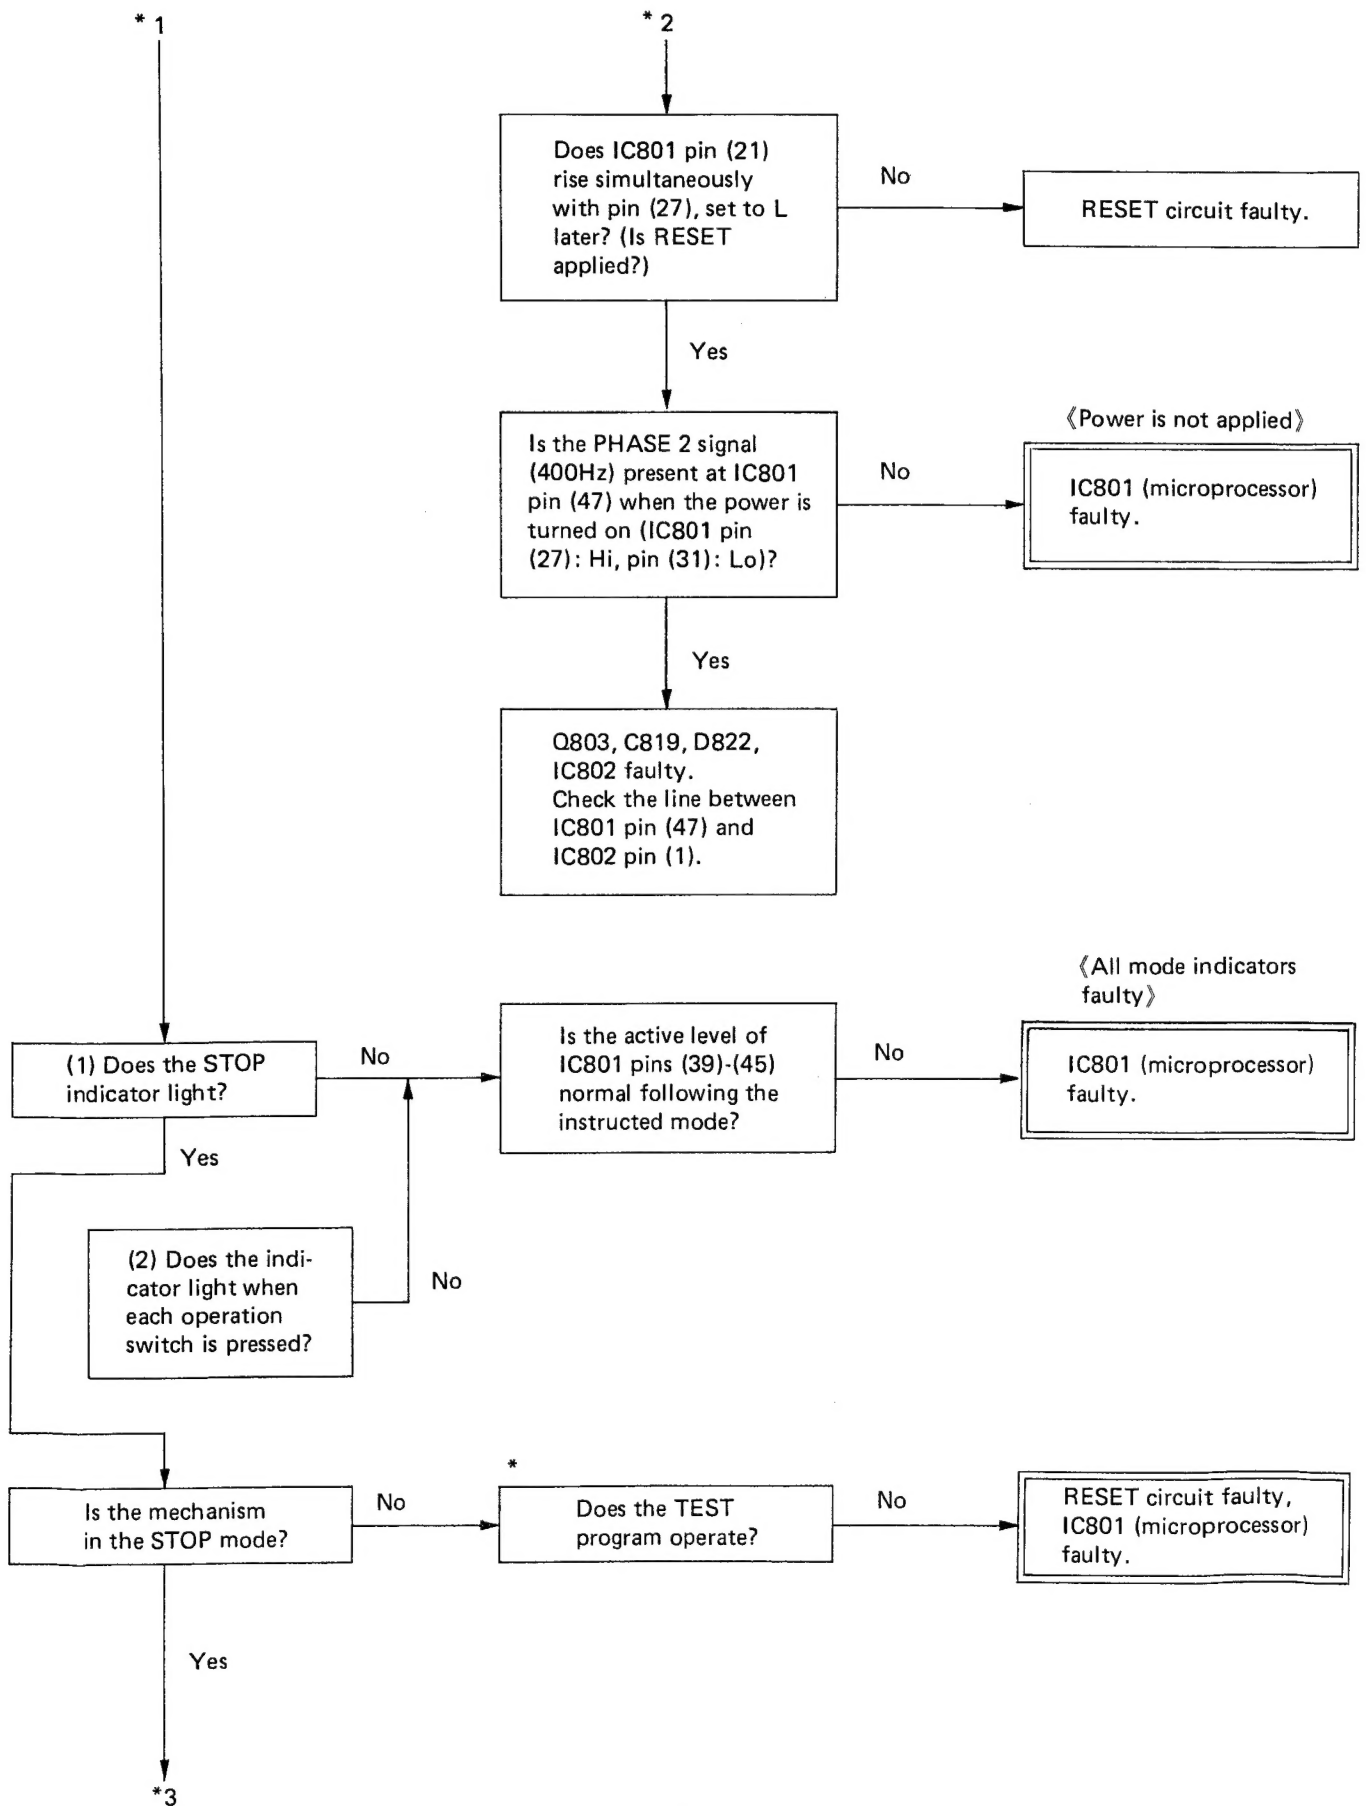 * 1
* 2
Does IC801 pin (21)
rise simultaneously
with pin (27), set to L
later? (Is RESET
applied?)
No
RESET circuit faulty.
Yes
Is the PHASE 2 signal
(400Hz) present at IC801
pin (47) when the power is
turned on (IC801 pin
(27): Hi, pin (31): Lo)?
No
《Power is not applied》
IC801 (microprocessor)
faulty.
Yes
Q803, C819, D822,
IC802 faulty.
Check the line between
IC801 pin (47) and
IC802 pin (1).
(1) Does the STOP
indicator light?
No
Is the active level of
IC801 pins (39)-(45)
normal following the
instructed mode?
No
《All mode indicators
faulty》
IC801 (microprocessor)
faulty.
Yes
(2) Does the indi-
cator light when
each operation
switch is pressed?
No
Is the mechanism
in the STOP mode?
No
*
Does the TEST
program operate?
No
RESET circuit faulty,
IC801 (microprocessor)
faulty.
Yes
*3